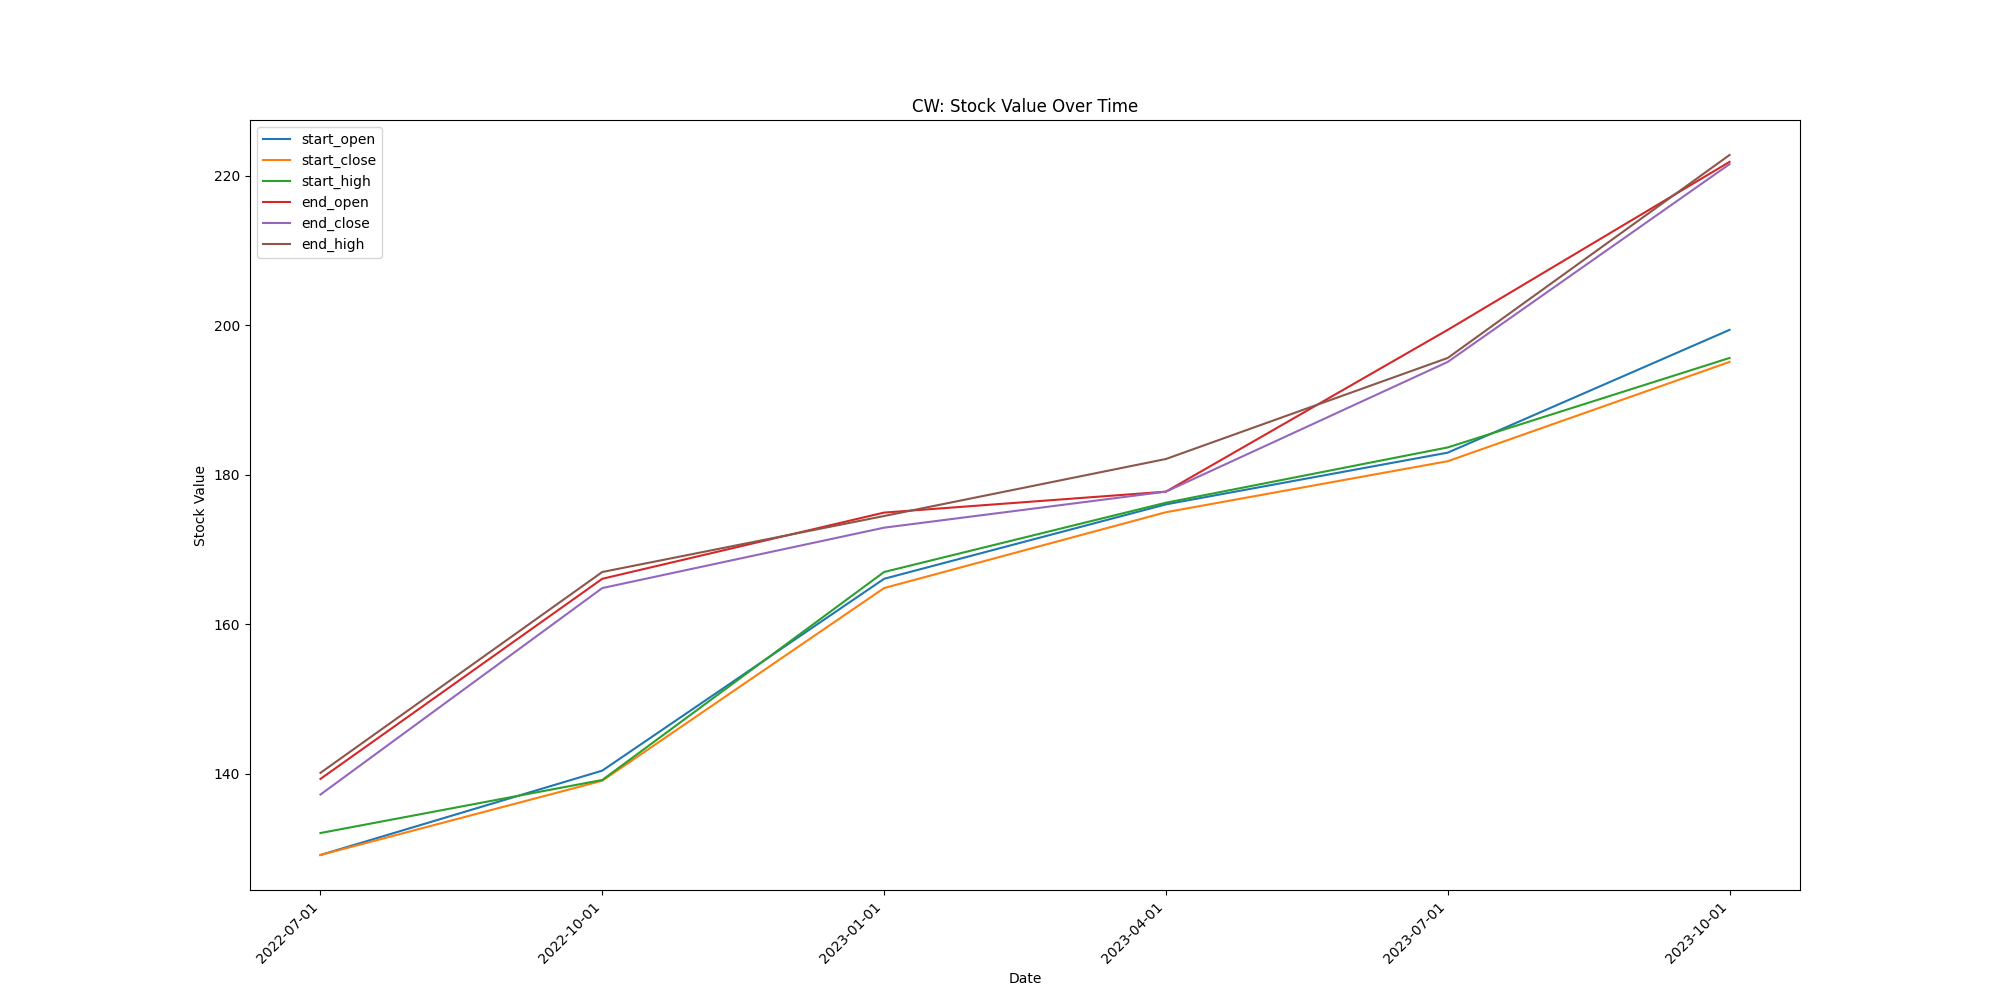 CW: Stock Value Over Time
start_open
start_close
start_high
end_open
end_close
end_high
220
200
180
160
140
Stock Value
2022-07-01
2022-10-01
2023-01-01
2023-04-01
2023-07-01
2023-10-01
Date